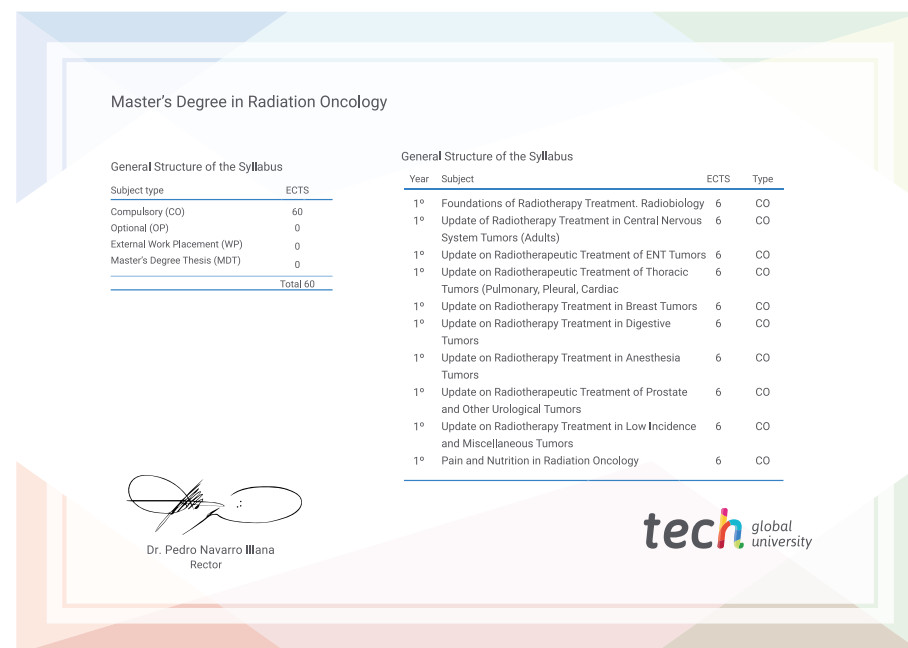 Master's Degree in Radiation Oncology
General Structure of the Syllabus
Subject type ECTS
Compulsory (CO) 60
Optional (OP) 0
External Work Placement (WP) 0
Master's Degree Thesis (MDT) 0
Total 60
General Structure of the Syllabus
Year Subject ECTS Type
1º Foundations of Radiotherapy Treatment. Radiobiology 6 CO
1º Update of Radiotherapy Treatment in Central Nervous 6 CO
System Tumors (Adults)
1º Update on Radiotherapeutic Treatment of ENT Tumors 6 CO
1º Update on Radiotherapeutic Treatment of Thoracic 6 CO
Tumors (Pulmonary, Pleural, Cardiac
1º Update on Radiotherapy Treatment in Breast Tumors 6 CO
1º Update on Radiotherapy Treatment in Digestive 6 CO
Tumors
1º Update on Radiotherapy Treatment in Anesthesia 6 CO
Tumors
1º Update on Radiotherapeutic Treatment of Prostate 6 CO
and Other Urological Tumors
1º Update on Radiotherapy Treatment in Low Incidence 6 CO
and Miscellaneous Tumors
1º Pain and Nutrition in Radiation Oncology 6 CO
Dr. Pedro Navarro Illana
Rector
tech global
university